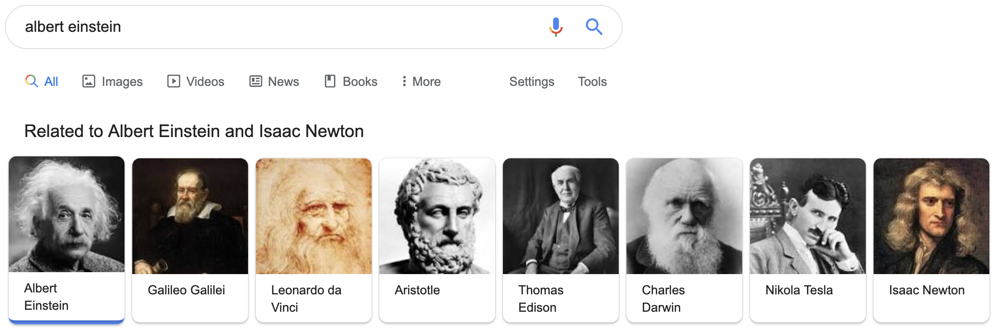 albert einstein
All Images Videos News Books More Settings Tools
Related to Albert Einstein and Isaac Newton
Albert
Einstein
Galileo Galilei
Leonardo da
Vinci
Aristotle
Thomas
Edison
Charles
Darwin
Nikola Tesla
Isaac Newton